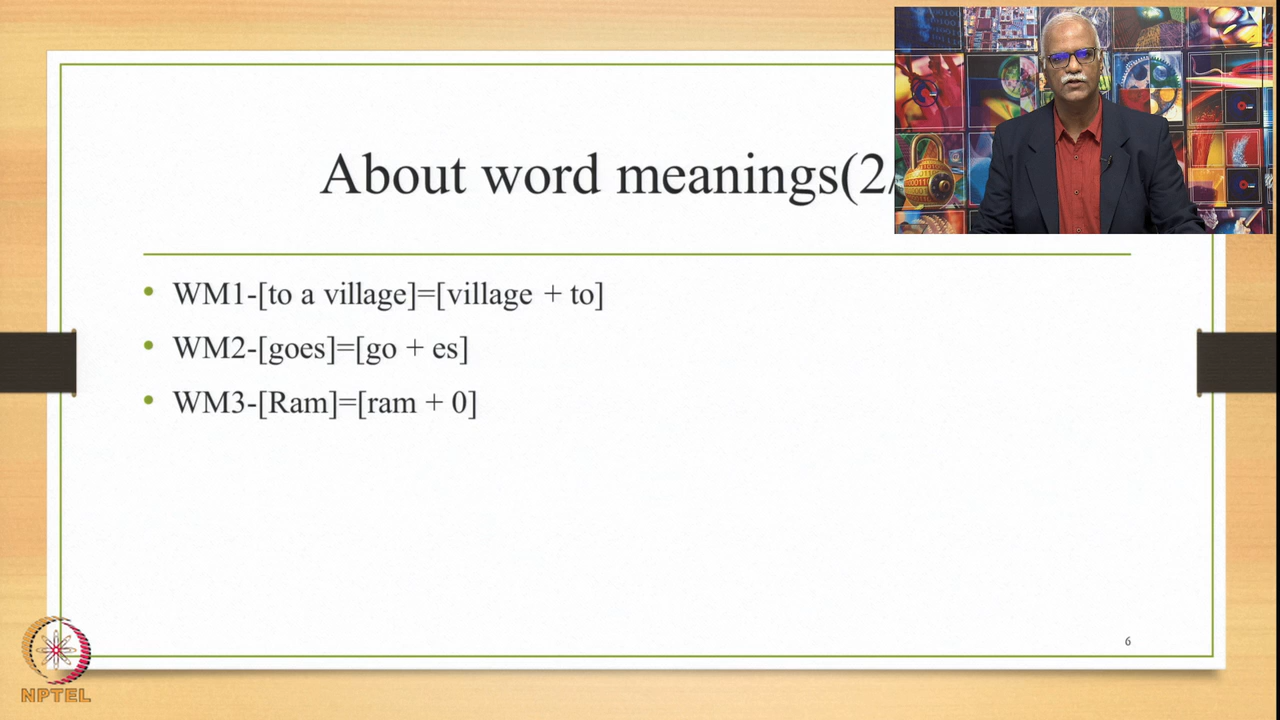 About word meanings(2/
WM1-[to a village]=[village + to]
WM2-[goes]=[go + es]
WM3-[Ram]=[ram + 0]
6
NPTEL